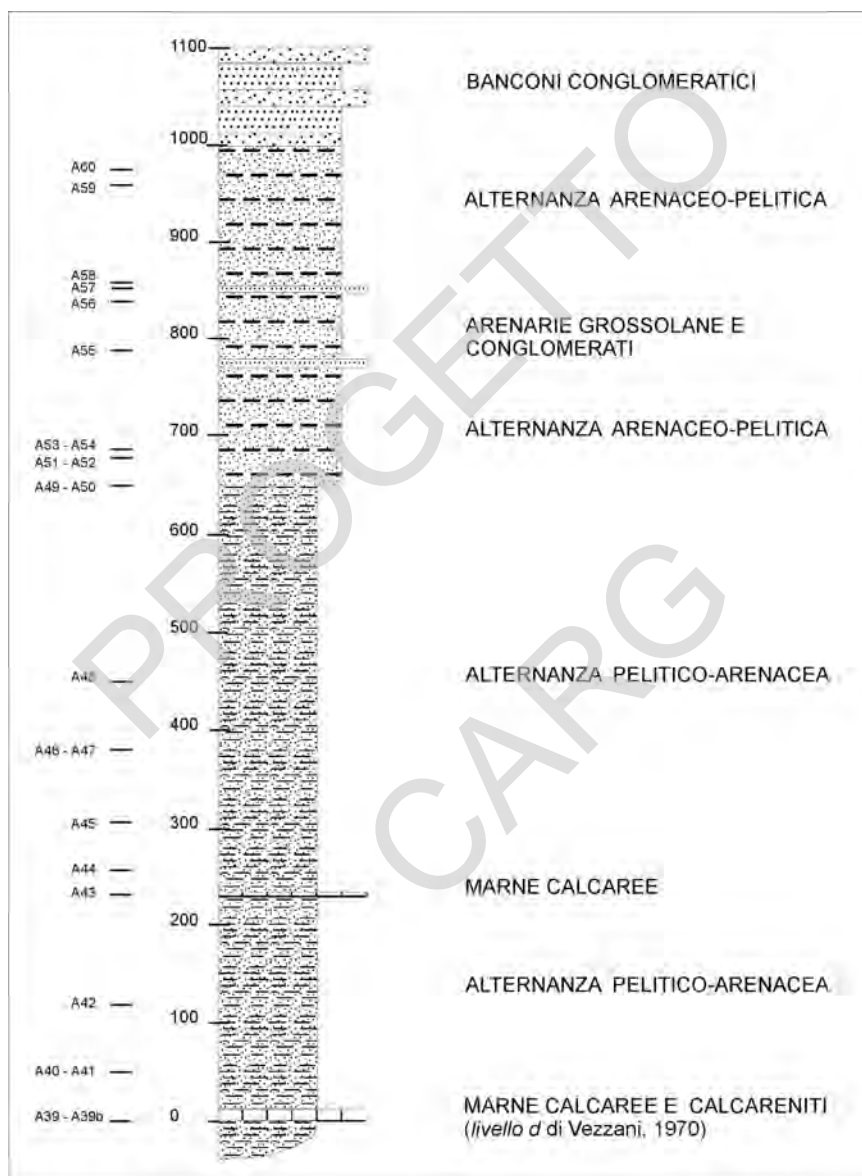 1100
BANCONI CONGLOMERATICI
1000
A60
A59
ALTERNANZA ARENACEO-PELITICA
900
A58
A57
A56
800
ARENARIE GROSSOLANE E
CONGLOMERATI
A55
700
ALTERNANZA ARENACEO-PELITICA
A53 - A54
A51 - A52
A49 - A50
600
500
A48
ALTERNANZA PELITICO-ARENACEA
400
A46 - A47
A45
300
A44
A43
MARNE CALCAREE
200
ALTERNANZA PELITICO-ARENACEA
A42
100
A40 - A41
A39 - A39b
0
MARNE CALCAREE E CALCARENITI
(livello d di Vezzani, 1970)
PROGETTO
CARG